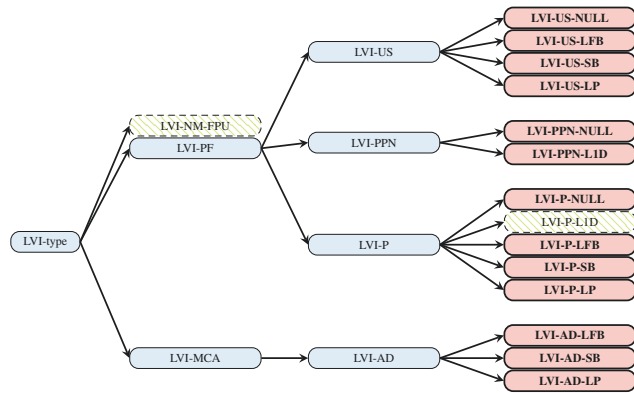 LVI-type
LVI-NM-FPU
LVI-PF
LVI-MCA
LVI-US
LVI-PPN
LVI-P
LVI-AD
LVI-US-NULL
LVI-US-LFB
LVI-US-SB
LVI-US-LP
LVI-PPN-NULL
LVI-PPN-L1D
LVI-P-NULL
LVI-P-L1D
LVI-P-LFB
LVI-P-SB
LVI-P-LP
LVI-AD-LFB
LVI-AD-SB
LVI-AD-LP